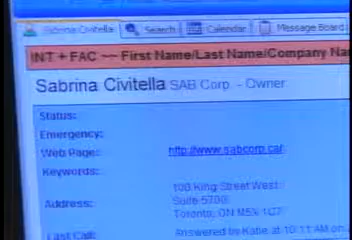 Sabrina Civitella Search Calendar Message Board
INT + FAC ~~ First Name/Last Name/Company Na
Sabrina Civitella SAB Corp. - Owner
Status:
Emergency:
Web Page: http://www.sabcorp.ca/
Keywords:
100 King Street West
Address: Suite 5700
Toronto, ON M5X 1C7
Last Call: Answered by Katie at 10:11 AM on